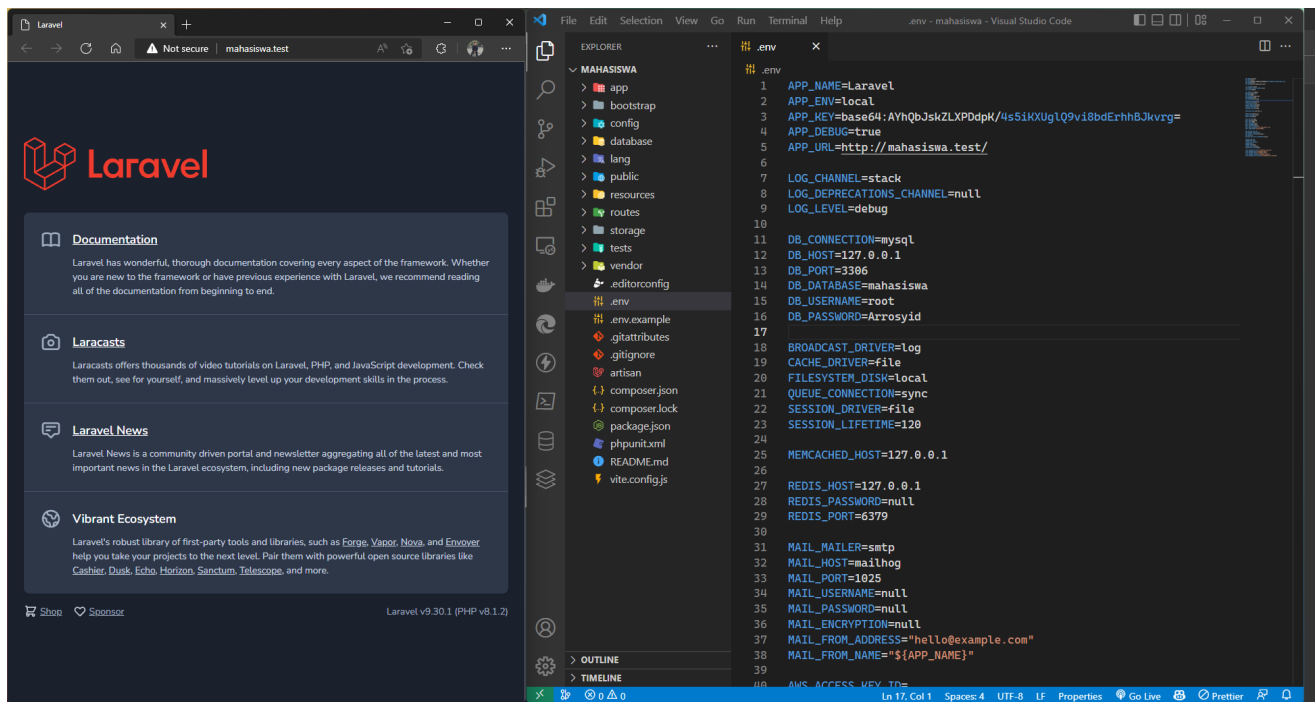 Laravel
Not secure
mahasiswa.test
Laravel
Documentation
Laravel has wonderful, thorough documentation covering every aspect of the framework. Whether
you are new to the framework or have previous experience with Laravel, we recommend reading
all of the documentation from beginning to end.
Laracasts
Laracasts offers thousands of video tutorials on Laravel, PHP, and JavaScript development. Check
them out, see for yourself, and massively level up your development skills in the process.
Laravel News
Laravel News is a community driven portal and newsletter aggregating all of the latest and most
important news in the Laravel ecosystem, including new package releases and tutorials.
Vibrant Ecosystem
Laravel's robust library of first-party tools and libraries, such as Forge, Vapor, Nova, and Envoyer
help you take your projects to the next level. Pair them with powerful open source libraries like
Cashier, Dusk, Echo, Horizon, Sanctum, Telescope, and more.
Shop Sponsor
Laravel v9.30.1 (PHP v8.1.2)
File Edit Selection View Go Run Terminal Help
.env - mahasiswa - Visual Studio Code
EXPLORER
MAHASISWA
app
bootstrap
config
database
lang
public
resources
routes
storage
tests
vendor
.editorconfig
.env
.env.example
.gitattributes
.gitignore
artisan
composer.json
composer.lock
package.json
phpunit.xml
README.md
vite.config.js
OUTLINE
TIMELINE
.env
.env
1 APP_NAME=Laravel
2 APP_ENV=local
3 APP_KEY=base64:AYhQbJskZLXPDdpK/4s5iKXUglQ9vi8bdErhhBJkvrg=
4 APP_DEBUG=true
5 APP_URL=http://mahasiswa.test/
6
7 LOG_CHANNEL=stack
8 LOG_DEPRECATIONS_CHANNEL=null
9 LOG_LEVEL=debug
10
11 DB_CONNECTION=mysql
12 DB_HOST=127.0.0.1
13 DB_PORT=3306
14 DB_DATABASE=mahasiswa
15 DB_USERNAME=root
16 DB_PASSWORD=Arrosyid
17
18 BROADCAST_DRIVER=log
19 CACHE_DRIVER=file
20 FILESYSTEM_DISK=local
21 QUEUE_CONNECTION=sync
22 SESSION_DRIVER=file
23 SESSION_LIFETIME=120
24
25 MEMCACHED_HOST=127.0.0.1
26
27 REDIS_HOST=127.0.0.1
28 REDIS_PASSWORD=null
29 REDIS_PORT=6379
30
31 MAIL_MAILER=smtp
32 MAIL_HOST=mailhog
33 MAIL_PORT=1025
34 MAIL_USERNAME=null
35 MAIL_PASSWORD=null
36 MAIL_ENCRYPTION=null
37 MAIL_FROM_ADDRESS="hello@example.com"
38 MAIL_FROM_NAME="${APP_NAME}"
39
40 AWS_ACCESS_KEY_ID=
0 0
Ln 17, Col 1 Spaces: 4 UTF-8 LF Properties Go Live Prettier